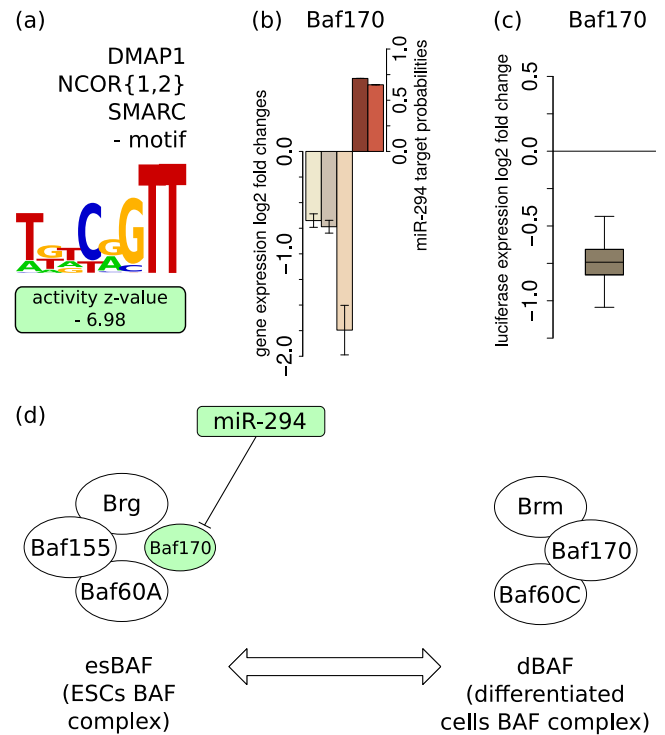 (a)
DMAP1
NCOR{1,2}
SMARC
- motif
activity z-value
- 6.98
(b)
Baf170
gene expression log2 fold changes
0.0
−1.0
−2.0
miR-294 target probabilities
1.0
0.5
0.0
(c)
Baf170
luciferase expression log2 fold change
0.5
0.0
−0.5
−1.0
(d)
miR-294
Brg
Baf155
Baf170
Baf60A
esBAF
(ESCs BAF
complex)
Brm
Baf170
Baf60C
dBAF
(differentiated
cells BAF complex)